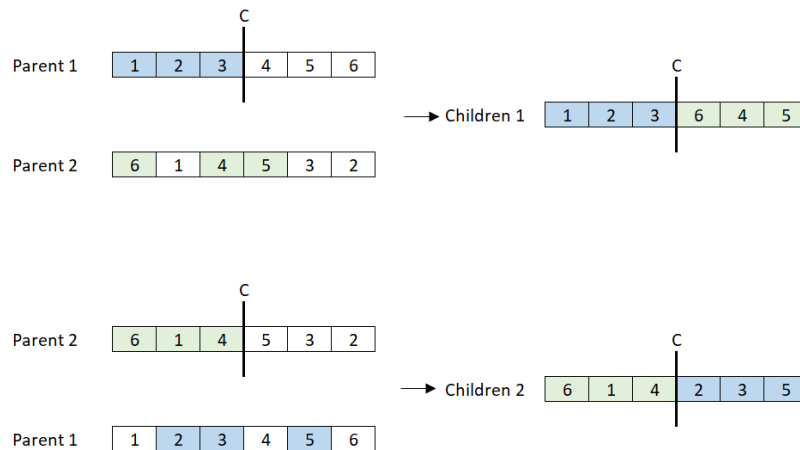 C
Parent 1 1 2 3 4 5 6
C
Children 1 1 2 3 6 4 5
Parent 2 6 1 4 5 3 2
C
Parent 2 6 1 4 5 3 2
C
Children 2 6 1 4 2 3 5
Parent 1 1 2 3 4 5 6